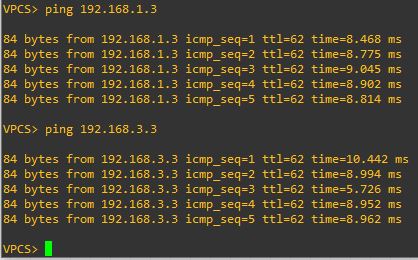 VPCS> ping 192.168.1.3
84 bytes from 192.168.1.3 icmp_seq=1 ttl=62 time=8.468 ms
84 bytes from 192.168.1.3 icmp_seq=2 ttl=62 time=8.775 ms
84 bytes from 192.168.1.3 icmp_seq=3 ttl=62 time=9.045 ms
84 bytes from 192.168.1.3 icmp_seq=4 ttl=62 time=8.902 ms
84 bytes from 192.168.1.3 icmp_seq=5 ttl=62 time=8.814 ms
VPCS> ping 192.168.3.3
84 bytes from 192.168.3.3 icmp_seq=1 ttl=62 time=10.442 ms
84 bytes from 192.168.3.3 icmp_seq=2 ttl=62 time=8.994 ms
84 bytes from 192.168.3.3 icmp_seq=3 ttl=62 time=5.726 ms
84 bytes from 192.168.3.3 icmp_seq=4 ttl=62 time=8.952 ms
84 bytes from 192.168.3.3 icmp_seq=5 ttl=62 time=8.962 ms
VPCS>